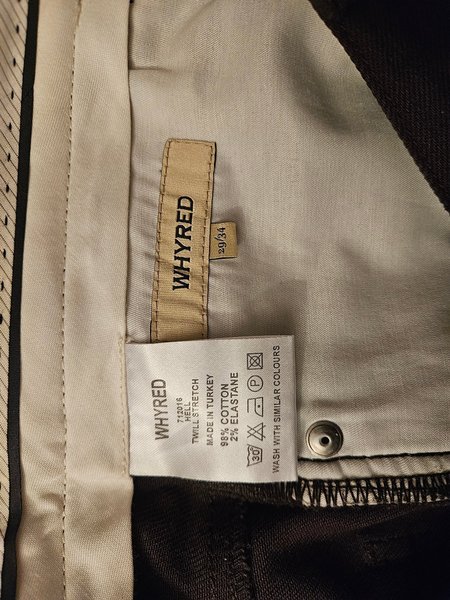 WHYRED
29/34
WHYRED
712016
HELL
TWILL STRETCH
MADE IN TURKEY
98% COTTON
2% ELASTANE
30 P
WASH WITH SIMILAR COLOURS